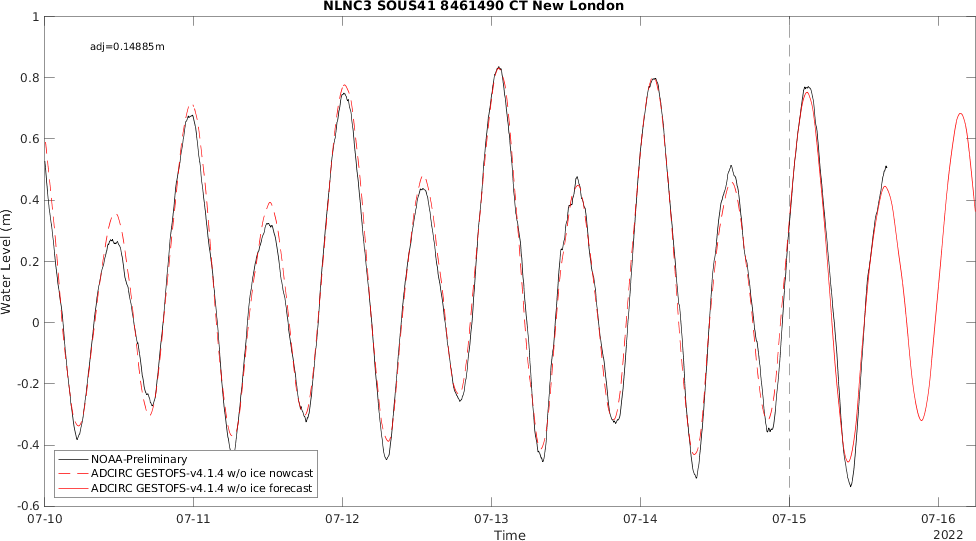 NLNC3 SOUS41 8461490 CT New London
adj=0.14885m
1
0.8
0.6
0.4
0.2
0
-0.2
-0.4
-0.6
Water Level (m)
NOAA-Preliminary
ADCIRC GESTOFS-v4.1.4 w/o ice nowcast
ADCIRC GESTOFS-v4.1.4 w/o ice forecast
07-10 07-11 07-12 07-13 07-14 07-15 07-16
Time
2022